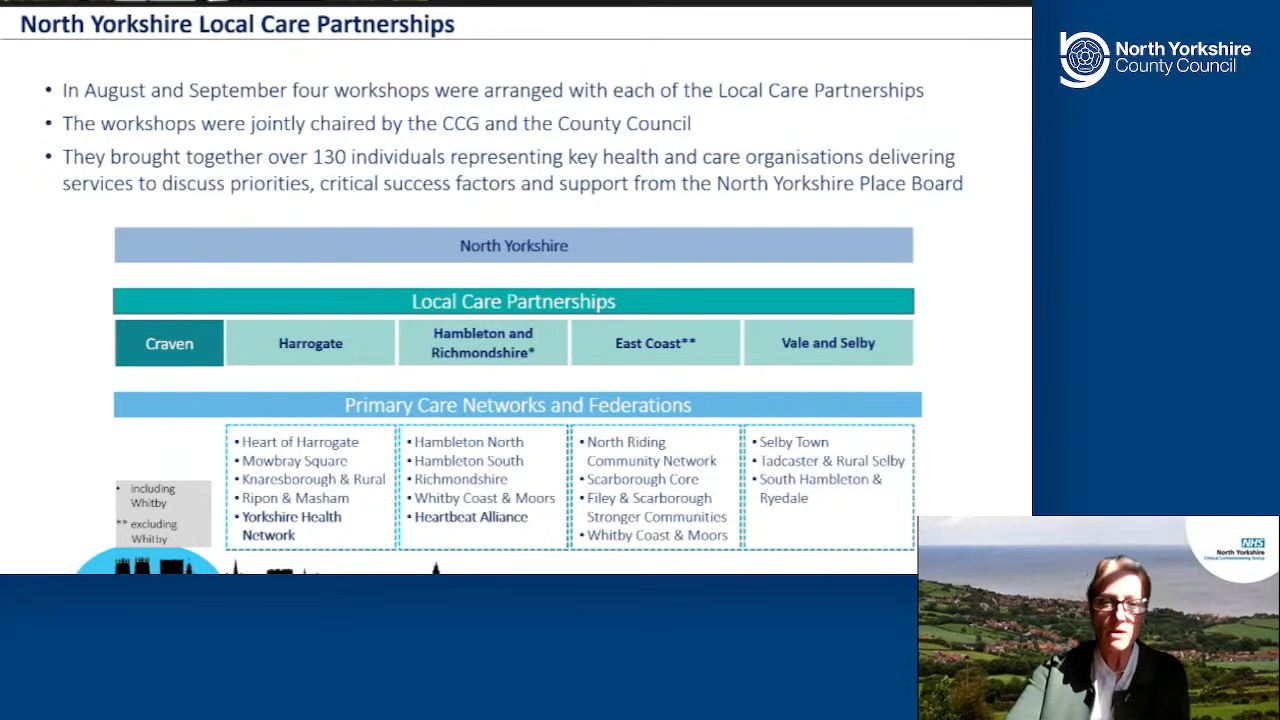 North Yorkshire Local Care Partnerships
North Yorkshire
County Council
• In August and September four workshops were arranged with each of the Local Care Partnerships
• The workshops were jointly chaired by the CCG and the County Council
• They brought together over 130 individuals representing key health and care organisations delivering
services to discuss priorities, critical success factors and support from the North Yorkshire Place Board
North Yorkshire
Local Care Partnerships
Craven
Harrogate
Hambleton and
Richmondshire*
East Coast**
Vale and Selby
Primary Care Networks and Federations
• Heart of Harrogate
• Mowbray Square
• Knaresborough & Rural
• Ripon & Masham
• Yorkshire Health
Network
• Hambleton North
• Hambleton South
• Richmondshire
• Whitby Coast & Moors
• Heartbeat Alliance
• North Riding
Community Network
• Scarborough Core
• Filey & Scarborough
Stronger Communities
• Whitby Coast & Moors
• Selby Town
• Tadcaster & Rural Selby
• South Hambleton &
Ryedale
• including
Whitby
** excluding
Whitby
NHS
North Yorkshire
Clinical Commissioning Group